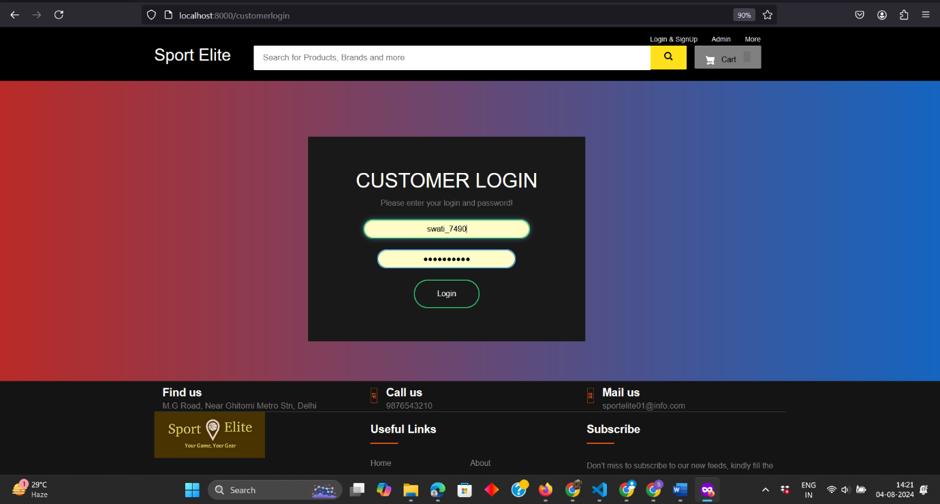 localhost:8000/customerlogin
90%
Login & SignUp Admin More
Sport Elite
Search for Products, Brands and more
Cart
CUSTOMER LOGIN
Please enter your login and password!
swati_7490
••••••••••
Login
Find us
M.G Road, Near Ghitorni Metro Stn, Delhi
Call us
9876543210
Mail us
sportelite01@info.com
Sport Elite
Your Game, Your Gear
Useful Links
Home About
Subscribe
Don't miss to subscribe to our new feeds, kindly fill the
1
29°C
Haze
Search
ENG
IN
14:21
04-08-2024